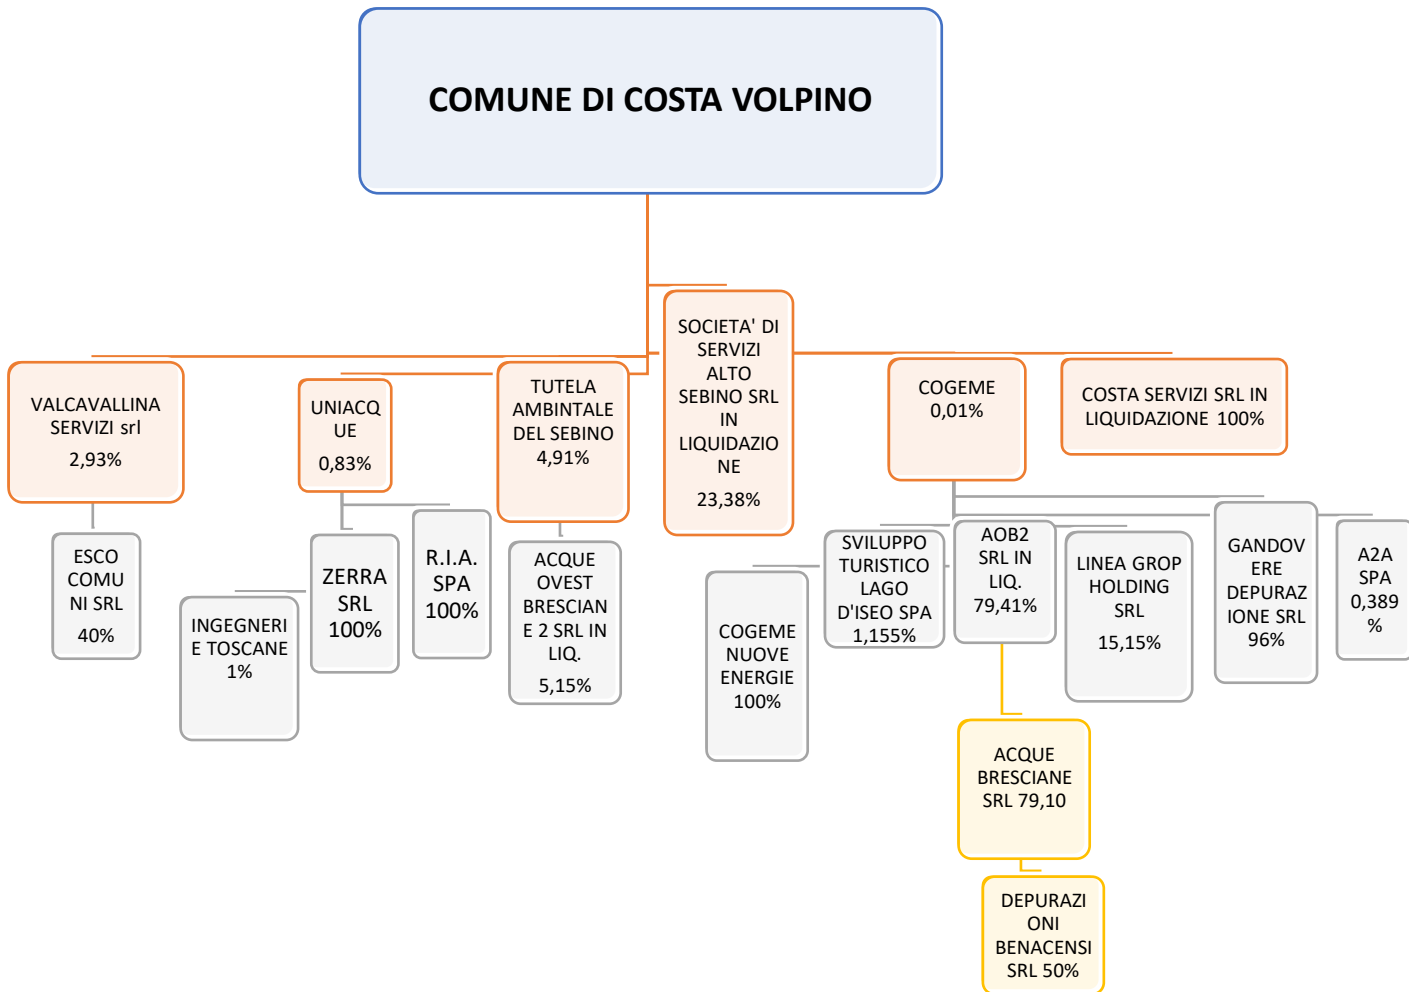 COMUNE DI COSTA VOLPINO
SOCIETA' DI
SERVIZI
ALTO
SEBINO SRL
IN
LIQUIDAZIO
NE
23,38%
VALCAVALLINA
SERVIZI srl
2,93%
UNIACQ
UE
0,83%
TUTELA
AMBINTALE
DEL SEBINO
4,91%
COGEME
0,01%
COSTA SERVIZI SRL IN
LIQUIDAZIONE 100%
ESCO
COMU
NI SRL
40%
INGEGNERI
E TOSCANE
1%
ZERRA
SRL
100%
R.I.A.
SPA
100%
ACQUE
OVEST
BRESCIAN
E 2 SRL IN
LIQ.
5,15%
COGEME
NUOVE
ENERGIE
100%
SVILUPPO
TURISTICO
LAGO
D'ISEO SPA
1,155%
AOB2
SRL IN
LIQ.
79,41%
LINEA GROP
HOLDING
SRL
15,15%
GANDOV
ERE
DEPURAZ
IONE SRL
96%
A2A
SPA
0,389
%
ACQUE
BRESCIANE
SRL 79,10
DEPURAZI
ONI
BENACENSI
SRL 50%